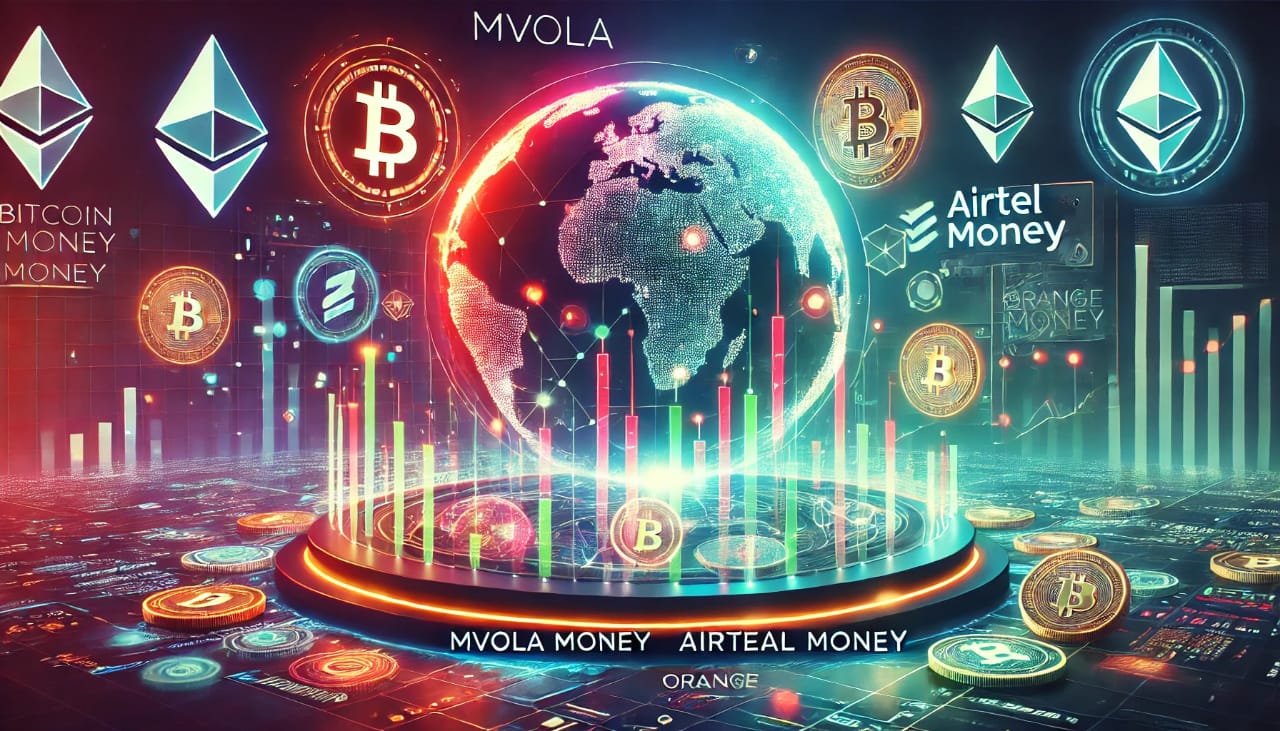 MVOLA
BITCOIN
MONEY
MONEY
Airtel
Money
ORANGE
MONEY
MVOLA MONEY AIRTEAL MONEY
ORANGE